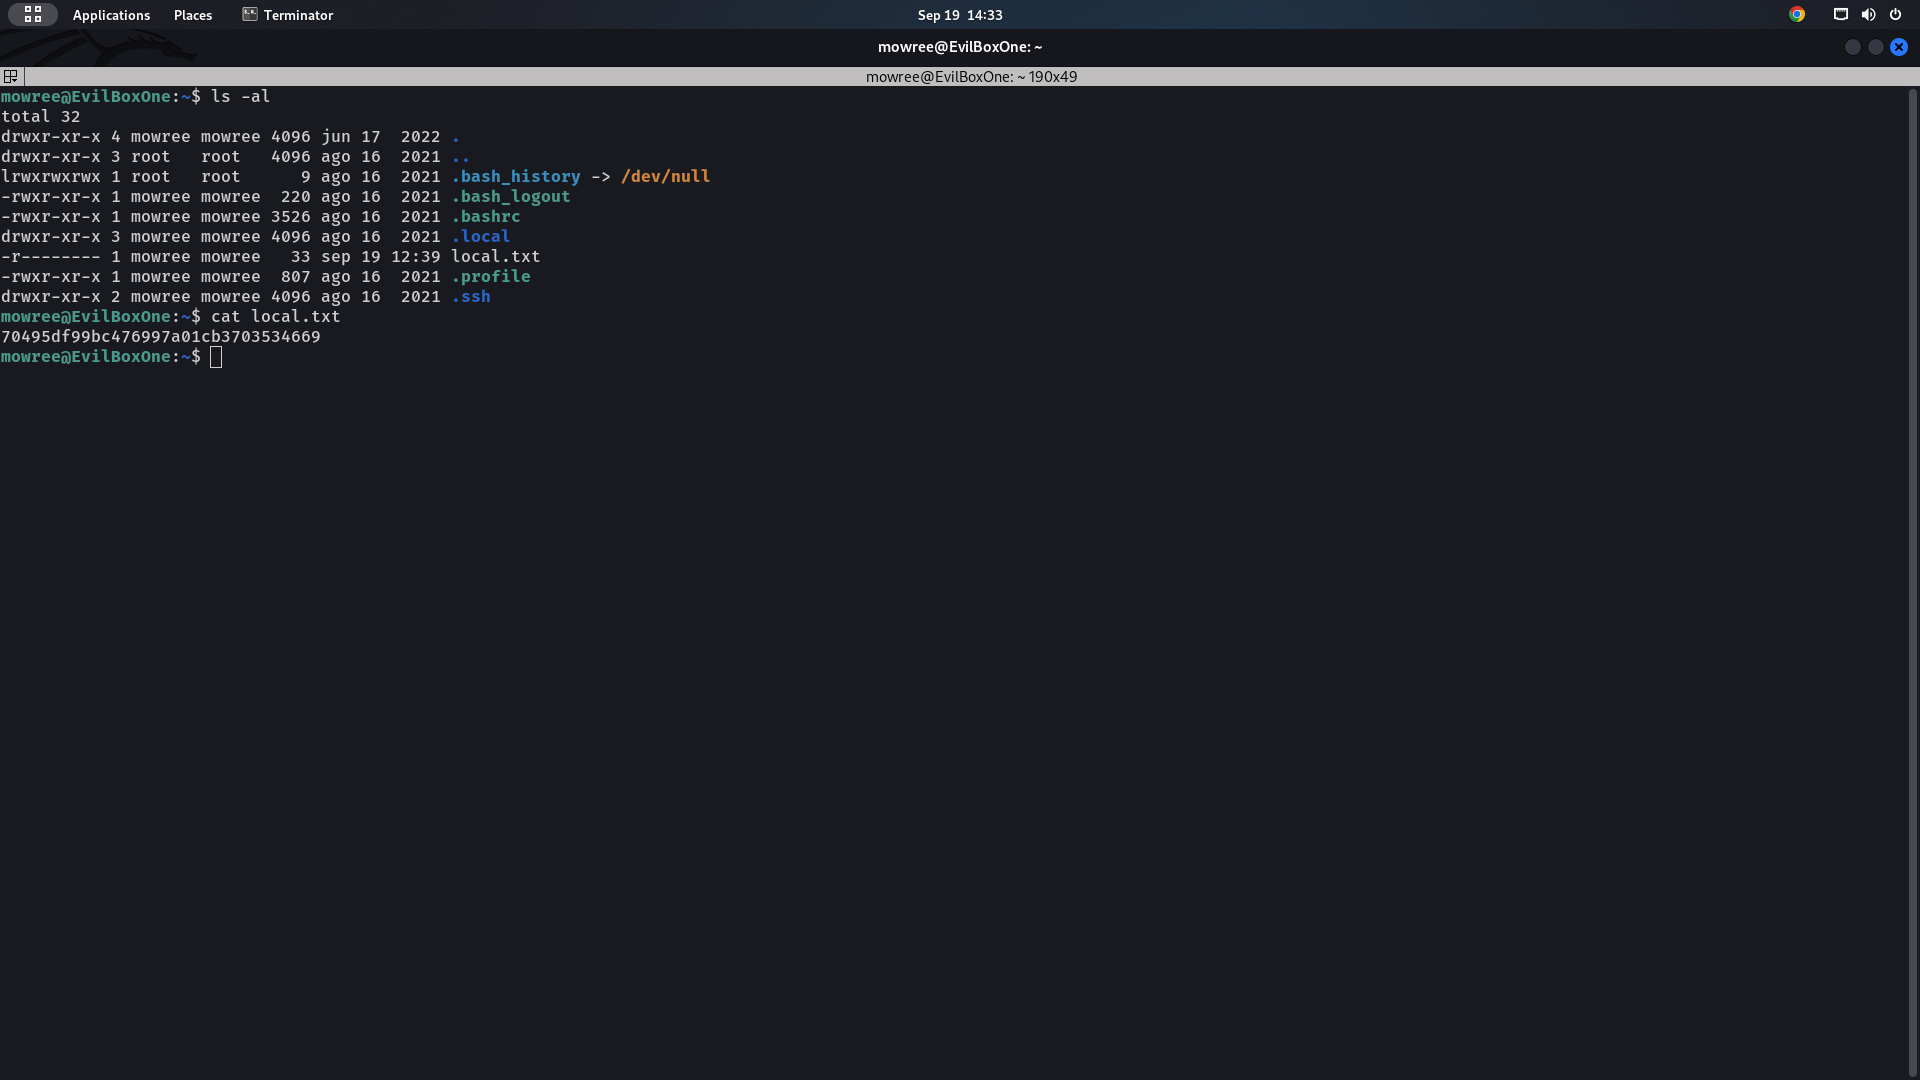 Applications Places Terminator Sep 19 14:33
mowree@EvilBoxOne: ~
mowree@EvilBoxOne: ~ 190x49
mowree@EvilBoxOne:~$ ls -al
total 32
drwxr-xr-x 4 mowree mowree 4096 jun 17  2022 .
drwxr-xr-x 3 root   root   4096 ago 16  2021 ..
lrwxrwxrwx 1 root   root      9 ago 16  2021 .bash_history -> /dev/null
-rwxr-xr-x 1 mowree mowree  220 ago 16  2021 .bash_logout
-rwxr-xr-x 1 mowree mowree 3526 ago 16  2021 .bashrc
drwxr-xr-x 3 mowree mowree 4096 ago 16  2021 .local
-r-------- 1 mowree mowree   33 sep 19 12:39 local.txt
-rwxr-xr-x 1 mowree mowree  807 ago 16  2021 .profile
drwxr-xr-x 2 mowree mowree 4096 ago 16  2021 .ssh
mowree@EvilBoxOne:~$ cat local.txt
70495df99bc476997a01cb3703534669
mowree@EvilBoxOne:~$